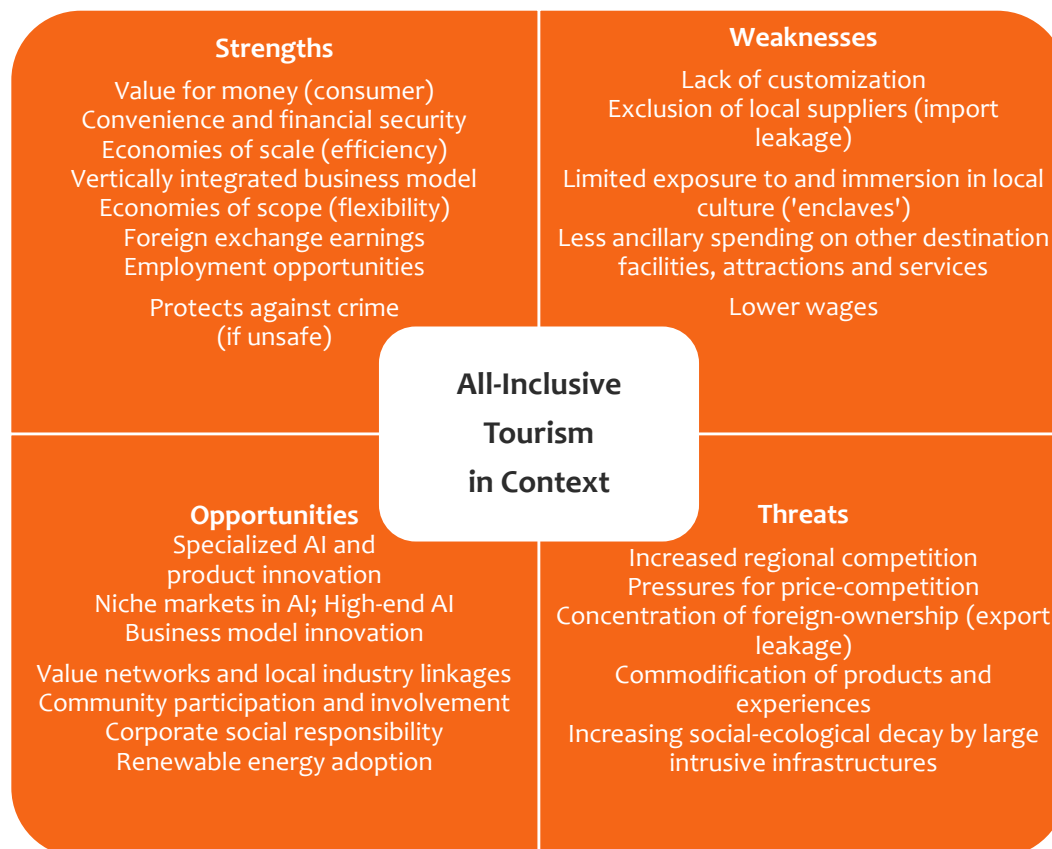 Strengths
Value for money (consumer)
Convenience and financial security
Economies of scale (efficiency)
Vertically integrated business model
Economies of scope (flexibility)
Foreign exchange earnings
Employment opportunities
Protects against crime
(if unsafe)
Weaknesses
Lack of customization
Exclusion of local suppliers (import
leakage)
Limited exposure to and immersion in local
culture ('enclaves')
Less ancillary spending on other destination
facilities, attractions and services
Lower wages
All-Inclusive
Tourism
in Context
Opportunities
Specialized AI and
product innovation
Niche markets in AI; High-end AI
Business model innovation
Value networks and local industry linkages
Community participation and involvement
Corporate social responsibility
Renewable energy adoption
Threats
Increased regional competition
Pressures for price-competition
Concentration of foreign-ownership (export
leakage)
Commodification of products and
experiences
Increasing social-ecological decay by large
intrusive infrastructures